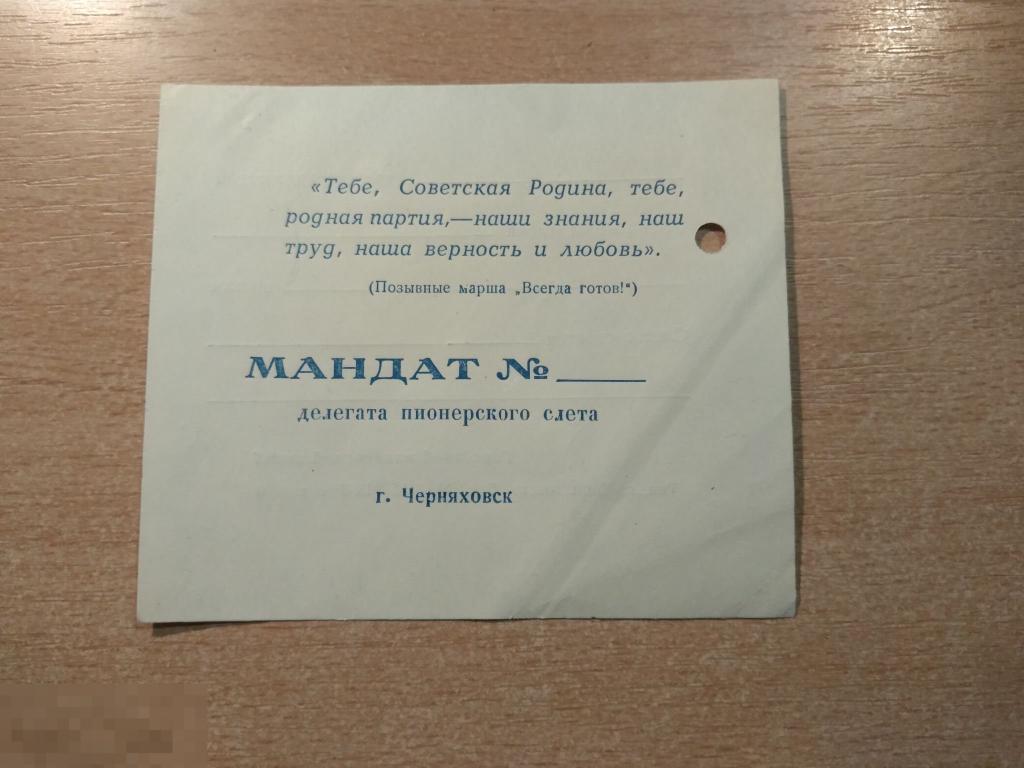 «Тебе, Советская Родина, тебе,
родная партия,—наши знания, наш
труд, наша верность и любовь».
(Позывные марша „Всегда готов!“)
МАНДАТ № ______
делегата пионерского слета
г. Черняховск